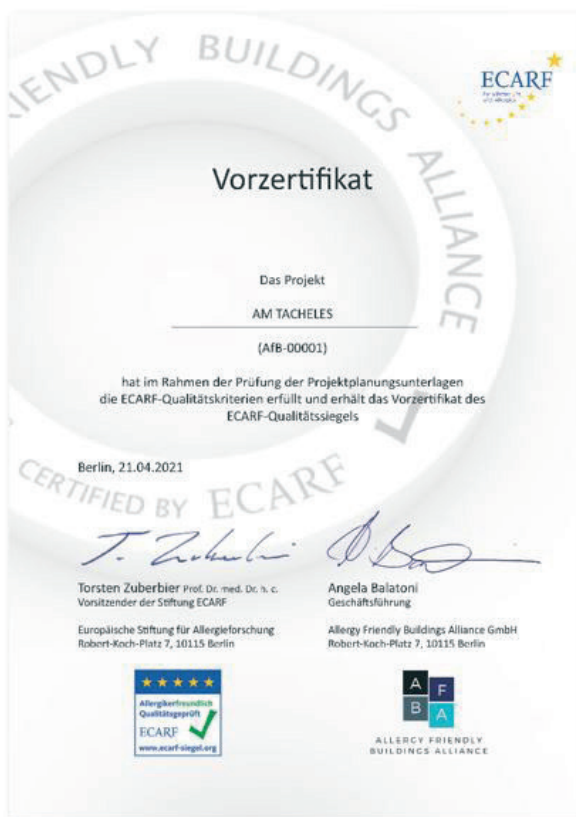 FRIENDLY BUILDINGS ALLIANCE
ECARF
Vorzertifikat
Das Projekt
AM TACHELES
(AfB-00001)
hat im Rahmen der Prüfung der Projektplanungsunterlagen
die ECARF-Qualitätskriterien erfüllt und erhält das Vorzertifikat des
ECARF-Qualitätssiegels
Berlin, 21.04.2021
CERTIFIED BY ECARF
Torsten Zuberbier Prof. Dr. med. Dr. h. c.
Vorsitzender der Stiftung ECARF
Europäische Stiftung für Allergieforschung
Robert-Koch-Platz 7, 10115 Berlin
Angela Balatoni
Geschäftsführung
Allergy Friendly Buildings Alliance GmbH
Robert-Koch-Platz 7, 10115 Berlin
Allergikerfreundlich
Qualitätsgeprüft
ECARF
www.ecarf-siegel.org
A F
B A
ALLERGY FRIENDLY
BUILDINGS ALLIANCE